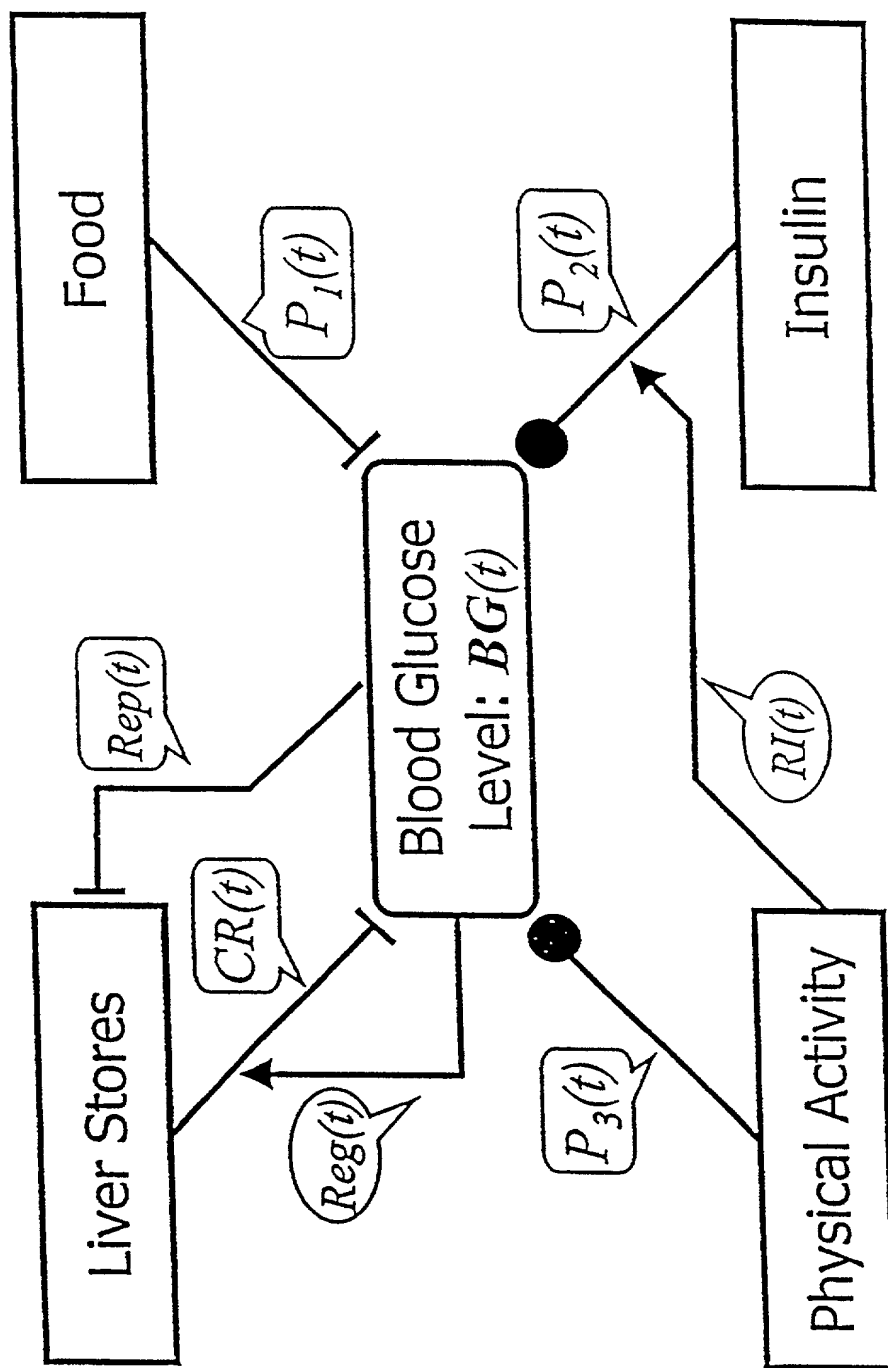 Liver Stores
Rep(t)
Food
CR(t)
P1(t)
Reg(t)
Blood Glucose
Level: BG(t)
P3(t)
P2(t)
RI(t)
Physical Activity
Insulin